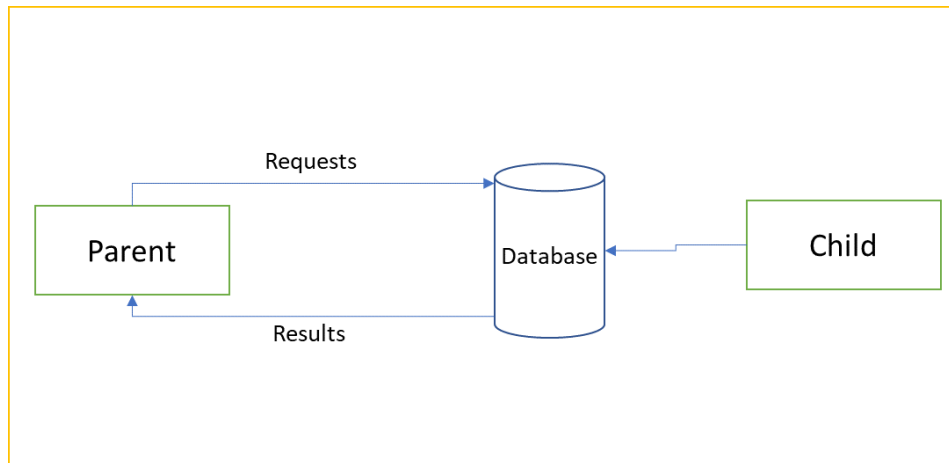 Requests
Parent
Database
Child
Results